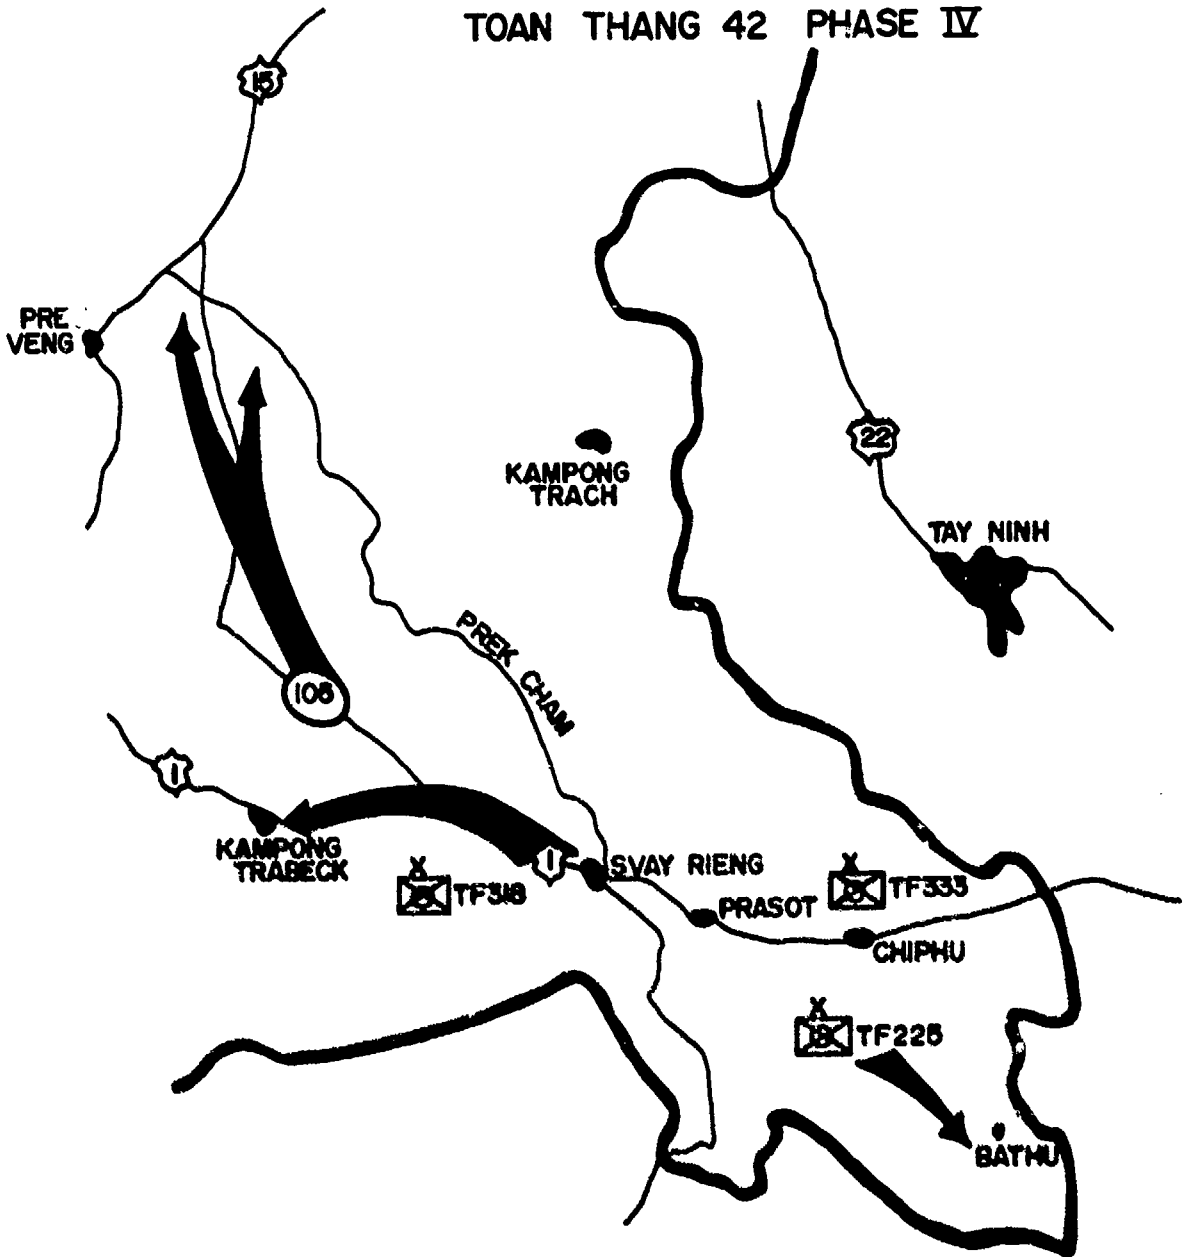 TOAN THANG 42 PHASE IV
15
PRE
VENG
22
KAMPONG
TRACH
TAY NINH
PREK CHAM
105
1
KAMPONG
TRABECK
1
SVAY RIENG
X
TF318
PRASOT
X
TF333
CHIPHU
X
TF225
BATHU